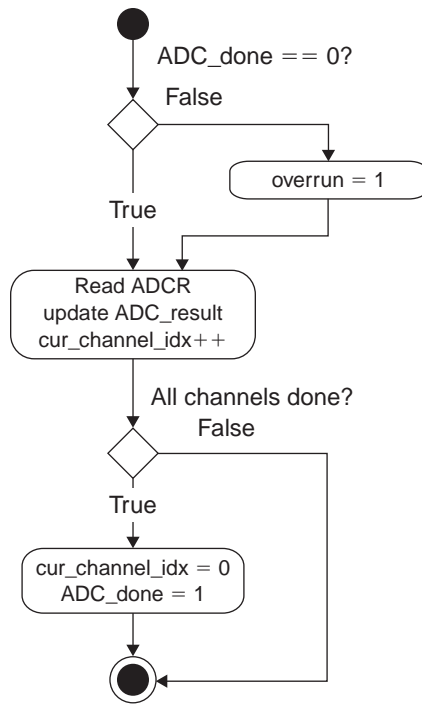 ADC_done == 0?
False
overrun = 1
True
Read ADCR
update ADC_result
cur_channel_idx++
All channels done?
False
True
cur_channel_idx = 0
ADC_done = 1